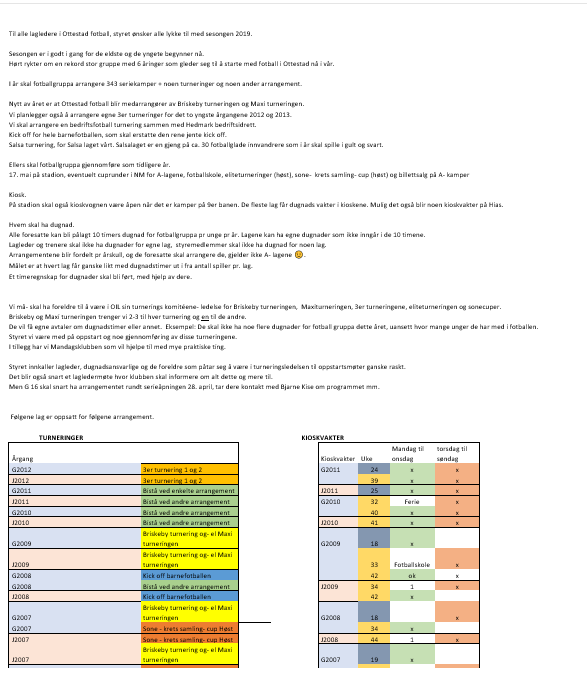 Til alle lagledere i Ottestad fotball, styret ønsker alle lykke til med sesongen 2019.
Sesongen er i godt i gang for de eldste og de yngete begynner nå.
Hørt rykter om en rekord stor gruppe med 6 åringer som gleder seg til å starte med fotball i Ottestad nå i vår.
I år skal fotballgruppa arrangere 343 seriekamper + noen turneringer og noen ander arrangement.
Nytt av året er at Ottestad fotball blir medarrangører av Briskeby turneringen og Maxi turneringen.
Vi planlegger også å arrangere egne 3er turneringer for det to yngste årgangene 2012 og 2013.
Vi skal arrangere en bedriftsfotball turnering sammen med Hedmark bedriftsidrett.
Kick off for hele barnefotballen, som skal erstatte den rene jente kick off.
Salsa turnering, for Salsa laget vårt. Salsalaget er en gjeng på ca. 30 fotballglade innvandrere som i år skal spille i gult og svart.
Ellers skal fotballgruppa gjennomføre som tidligere år.
17. mai på stadion, eventuelt cuprunder i NM for A-lagene, fotballskole, eliteturneringer (høst), sone- krets samling- cup (høst) og billettsalg på A- kamper
Kiosk.
På stadion skal også kioskvognen være åpen når det er kamper på 9er banen. De fleste lag får dugnads vakter i kioskene. Mulig det også blir noen kioskvakter på Hias.
Hvem skal ha dugnad.
Alle foresatte kan bli pålagt 10 timers dugnad for fotballgruppa pr unge pr år. Lagene kan ha egne dugnader som ikke inngår i de 10 timene.
Lagleder og trenere skal ikke ha dugnader for egne lag, styremedlemmer skal ikke ha dugnad for noen lag.
Arrangementene blir fordelt pr årskull, og de foresatte skal arrangere de, gjelder ikke A- lagene 😉.
Målet er at hvert lag får ganske likt med dugnadstimer ut i fra antall spiller pr. lag.
Et timeregnskap for dugnader skal bli ført, med hjelp av dere.
Vi må- skal ha foreldre til å være i OIL sin turnerings komitéene- ledelse for Briskeby turneringen, Maxiturneringen, 3er turneringene, eliteturneringen og sonecuper.
Briskeby og Maxi turneringen trenger vi 2-3 til hver turnering og en til de andre.
De vil få egne avtaler om dugnadstimer eller annet. Eksempel: De skal ikke ha noe flere dugnader for fotball gruppa dette året, uansett hvor mange unger de har med i fotballen.
Styret vi være med på oppstart og noe gjennomføring av disse turneringene.
I tillegg har vi Mandagsklubben som vil hjelpe til med mye praktiske ting.
Styret innkaller lagleder, dugnadsansvarlige og de foreldre som påtar seg å være i turneringsledelsen til oppstartsmøter ganske raskt.
Det blir også snart et lagledermøte hvor klubben skal informere om alt dette og mere til.
Men G 16 skal snart ha arrangementet rundt serieåpningen 28. april, tar dere kontakt med Bjarne Kise om programmet mm.
Følgene lag er oppsatt for følgene arrangement.
TURNERINGER
Årgang
G2012 3er turnering 1 og 2
J2012 3er turnering 1 og 2
G2011 Bistå ved enkelte arrangement
J2011 Bistå ved andre arrangement
G2010 Bistå ved andre arrangement
J2010 Bistå ved andre arrangement
G2009 Briskeby turnering og- el Maxi
turneringen
J2009 Briskeby turnering og- el Maxi
turneringen
G2008 Kick off barnefotballen
G2008 Bistå ved andre arrangement
J2008 Kick off barnefotballen
G2007 Briskeby turnering og- el Maxi
turneringen
G2007 Sone - krets samling- cup Høst
J2007 Sone - krets samling- cup Høst
J2007 Briskeby turnering og- el Maxi
turneringen
KIOSKVAKTER
Kioskvakter Uke Mandag til onsdag torsdag til søndag
G2011 24 x x
39 x x
J2011 25 x x
G2010 32 Ferie x
40 x x
J2010 41 x x
G2009 18 x
33 Fotballskole x
42 ok x
J2009 34 1 x
42 x
G2008 18 x
34 x x
J2008 44 1 x
G2007 19 x